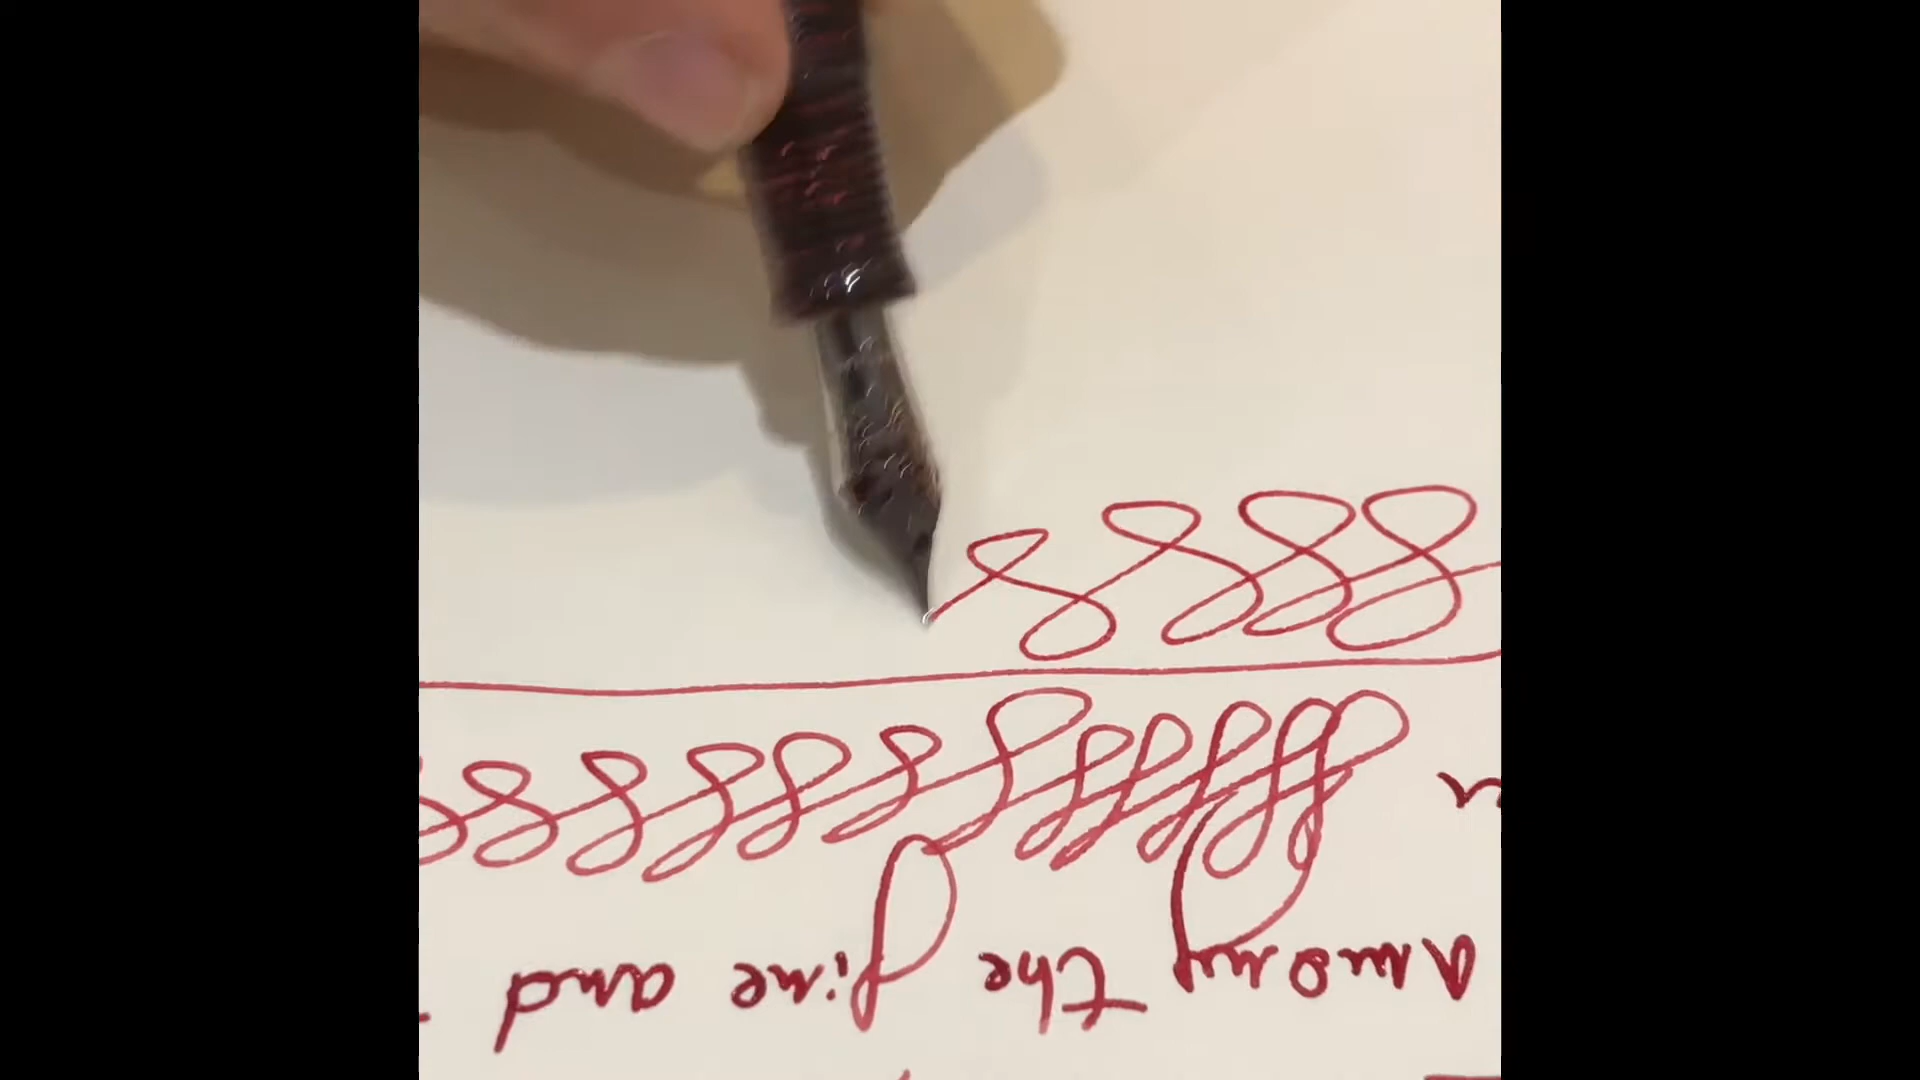 Among the fine and